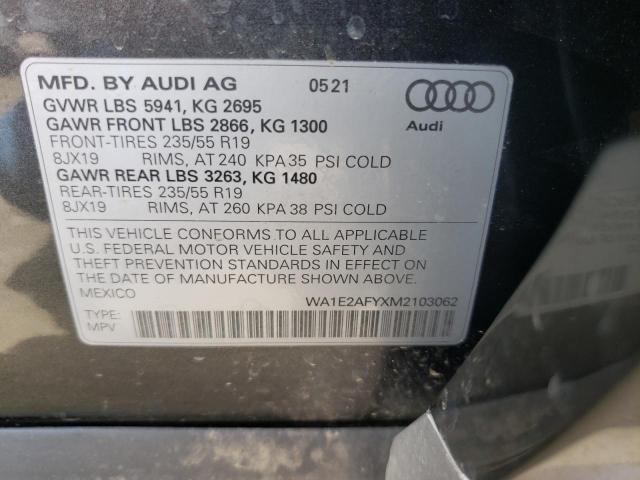 MFD. BY AUDI AG 0521
GVWR LBS 5941, KG 2695
GAWR FRONT LBS 2866, KG 1300
FRONT-TIRES 235/55 R19
8JX19 RIMS, AT 240 KPA 35 PSI COLD
GAWR REAR LBS 3263, KG 1480
REAR-TIRES 235/55 R19
8JX19 RIMS, AT 260 KPA 38 PSI COLD
Audi
THIS VEHICLE CONFORMS TO ALL APPLICABLE
U.S. FEDERAL MOTOR VEHICLE SAFETY AND
THEFT PREVENTION STANDARDS IN EFFECT ON
THE DATE OF MANUFACTURE SHOWN ABOVE.
MEXICO
WA1E2AFYXM2103062
TYPE:
MPV